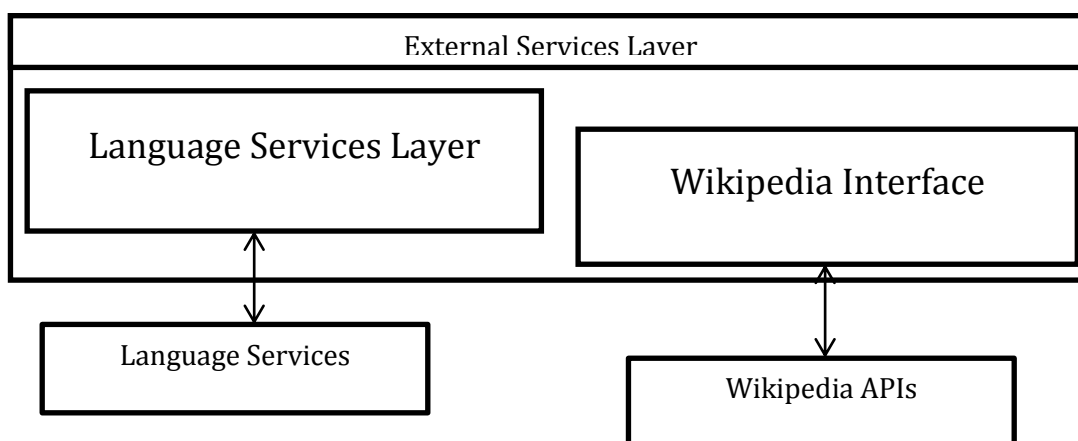 External Services Layer
Language Services Layer
Wikipedia Interface
Language Services
Wikipedia APIs